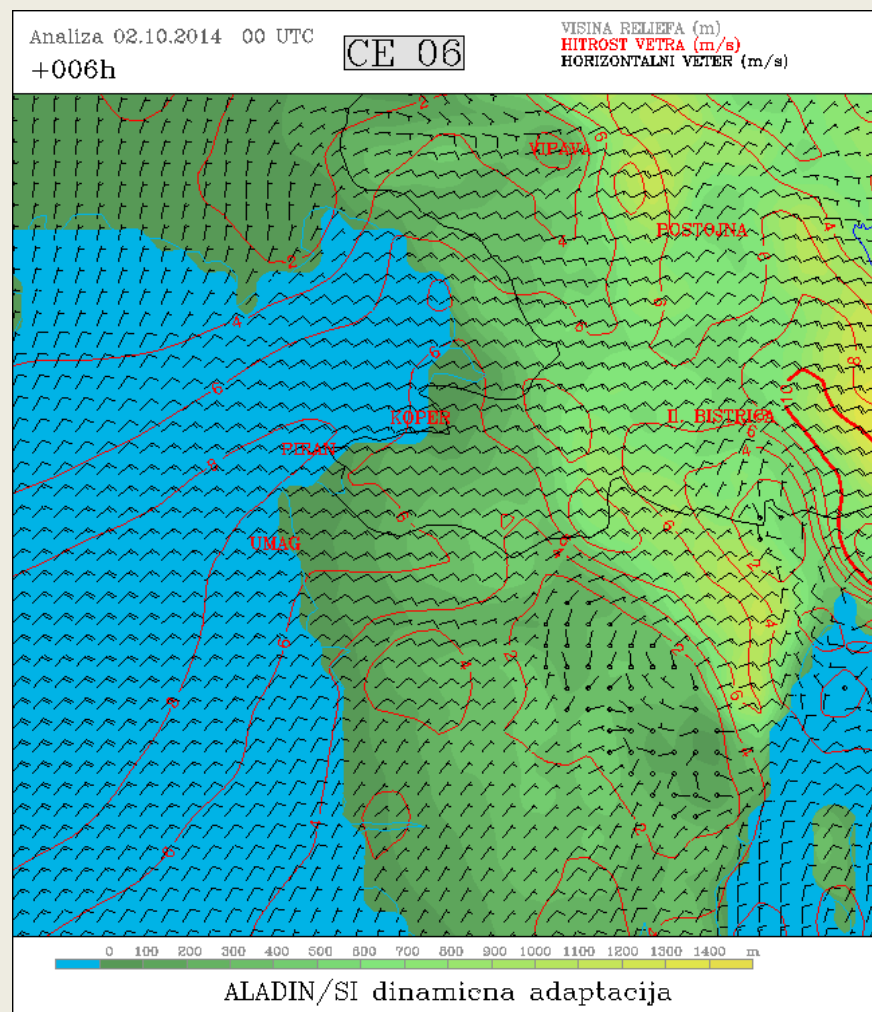 Analiza 02.10.2014 00 UTC
+006h
CE 06
VISINA RELIEFA (m)
HITROST VETRA (m/s)
HORIZONTALNI VETER (m/s)
VIPAVA
POSTOJNA
KOPER
IL. BISTRICA
PIRAN
UMAG
0 100 200 300 400 500 600 700 800 900 1000 1100 1200 1300 1400 m
ALADIN/SI dinamicna adaptacija